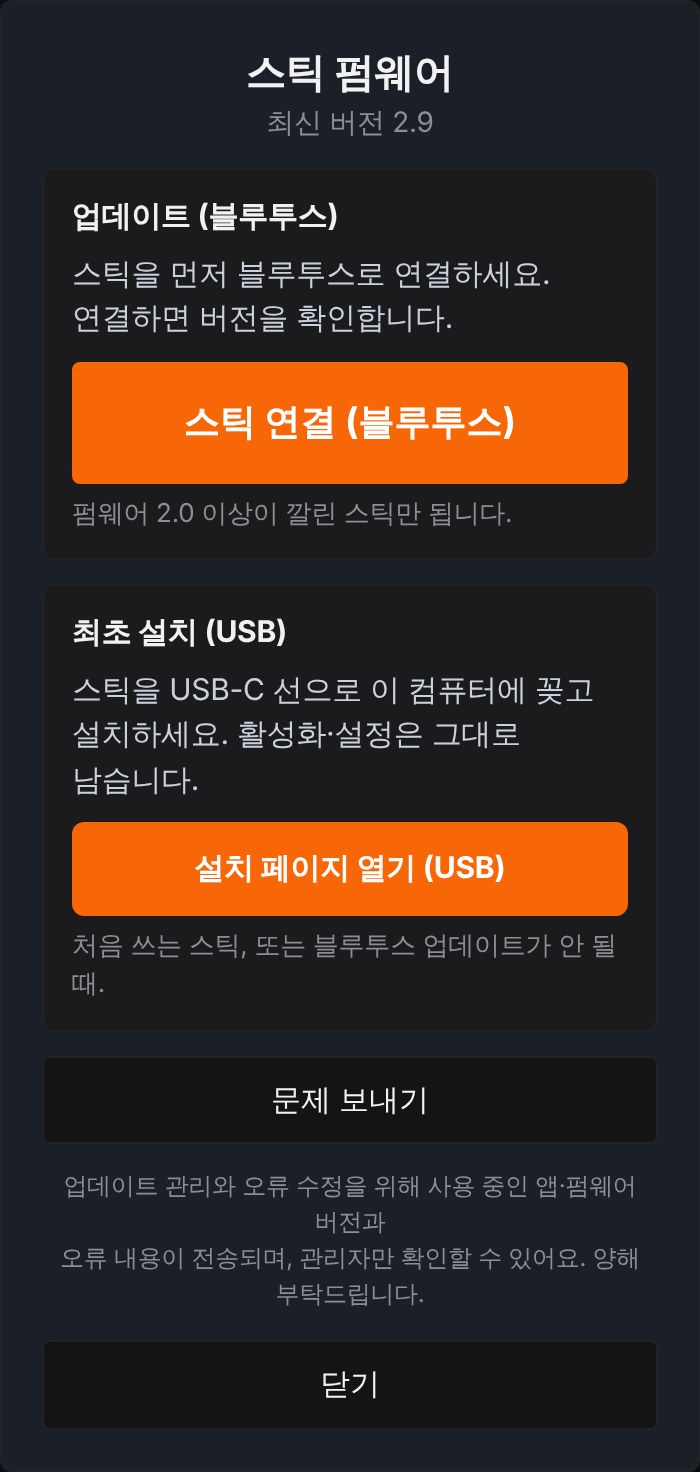 스틱 펌웨어
최신 버전 2.9
업데이트 (블루투스)
스틱을 먼저 블루투스로 연결하세요.
연결하면 버전을 확인합니다.
스틱 연결 (블루투스)
펌웨어 2.0 이상이 깔린 스틱만 됩니다.
최초 설치 (USB)
스틱을 USB-C 선으로 이 컴퓨터에 꽂고
설치하세요. 활성화·설정은 그대로
남습니다.
설치 페이지 열기 (USB)
처음 쓰는 스틱, 또는 블루투스 업데이트가 안 될
때.
문제 보내기
업데이트 관리와 오류 수정을 위해 사용 중인 앱·펌웨어
버전과
오류 내용이 전송되며, 관리자만 확인할 수 있어요. 양해
부탁드립니다.
닫기